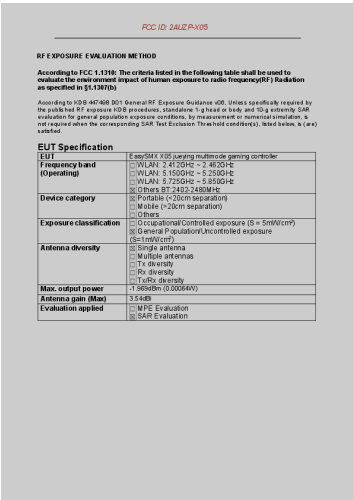 FCC ID: 2AUZP-X05
RF EXPOSURE EVALUATION METHOD
According to FCC 1.1310: The criteria listed in the following table shall be used to
evaluate the environment impact of human exposure to radio frequency(RF) Radiation
as specified in §1.1307(b)
According to KDB 447498 D01 General RF Exposure Guidance v06, Unless specifically required by
the published RF exposure KDB procedures, standalone 1-g head or body and 10-g extremity SAR
evaluation for general population exposure conditions, by measurement or numerical simulation, is
not required when the corresponding SAR Test Exclusion Threshold condition(s), listed below, is (are)
satisfied.
EUT Specification
EUT EasySMX X05 jueying multimode gaming controller
Frequency band ☐ WLAN: 2.412GHz ~ 2.462GHz
(Operating) ☐ WLAN: 5.150GHz ~ 5.250GHz
☐ WLAN: 5.725GHz ~ 5.850GHz
☒ Others BT:2402-2480MHz
Device category ☒ Portable (<20cm separation)
☐ Mobile (>20cm separation)
☐ Others
Exposure classification ☐ Occupational/Controlled exposure (S = 5mW/cm²)
☒ General Population/Uncontrolled exposure
(S=1mW/cm²)
Antenna diversity ☒ Single antenna
☐ Multiple antennas
☐ Tx diversity
☐ Rx diversity
☐ Tx/Rx diversity
Max. output power -1.969dBm (0.00064W)
Antenna gain (Max) 3.54dBi
Evaluation applied ☐ MPE Evaluation
☒ SAR Evaluation